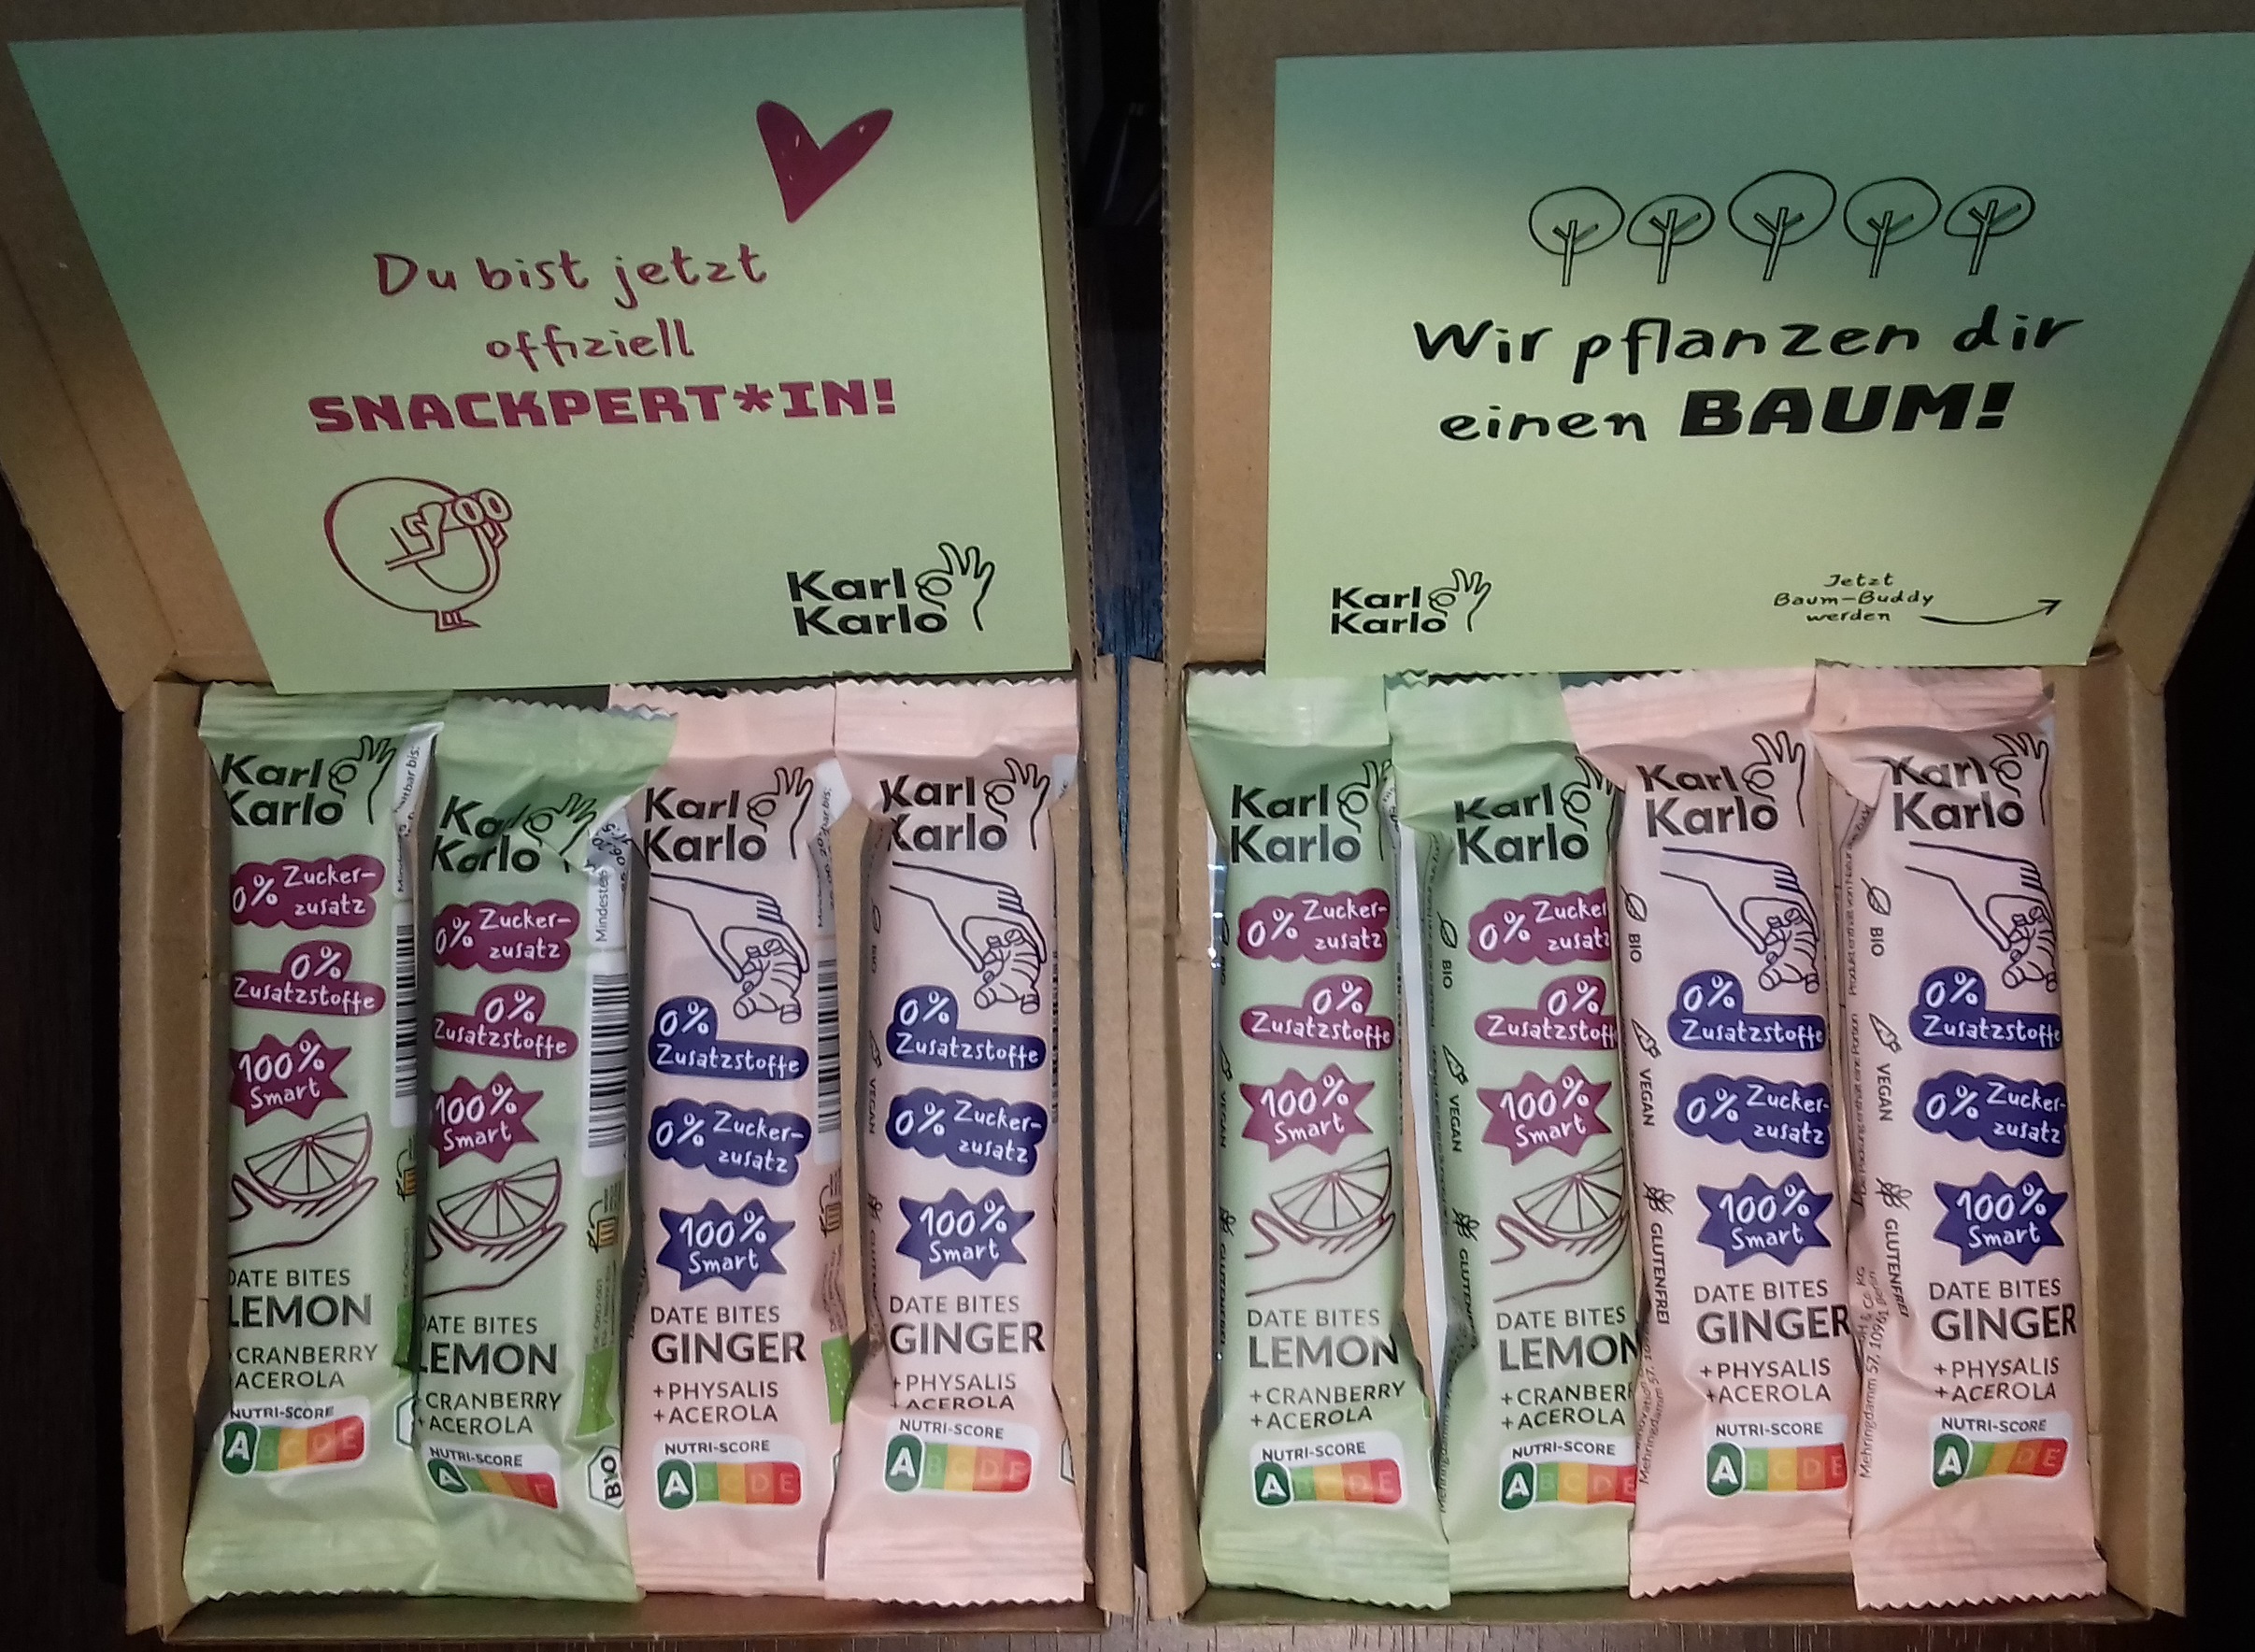 Du bist jetzt
offiziell
SNACKPERT*IN!
Karl
Karlo
Wir pflanzen dir
einen BAUM!
Karl
Karlo
Jetzt
Baum-Buddy
werden
Karl
Karlo
0% Zucker-
zusatz
0%
Zusatzstoffe
100%
Smart
DATE BITES
LEMON
CRANBERRY
ACEROLA
NUTRI-SCORE
A B C D E
Karlo
0% Zucker-
zusatz
0%
Zusatzstoffe
100%
Smart
DATE BITES
LEMON
+CRANBERRY
+ACEROLA
NUTRI-SCORE
A
BIO
Karl
Karlo
0%
Zusatzstoffe
0% Zucker-
zusatz
100%
Smart
DATE BITES
GINGER
+PHYSALIS
+ACEROLA
NUTRI-SCORE
A B C D E
BIO
VEGAN
Karl
Karlo
0%
Zusatzstoffe
0% Zucker-
zusatz
100%
Smart
DATE BITES
GINGER
+PHYSALIS
+ACEROLA
NUTRI-SCORE
A B C D E
VEGAN
Karl
Karlo
0% Zucker-
zusatz
0%
Zusatzstoffe
100%
Smart
DATE BITES
LEMON
+CRANBERRY
+ACEROLA
NUTRI-SCORE
A B C D E
BIO
VEGAN
Karl
Karlo
0% Zucker
zusatz
0%
Zusatzstoffe
100%
Smart
DATE BITES
LEMON
+CRANBER
+ACEROLA
NUTRI-SCORE
A B C D E
BIO
VEGAN
GLUTENFREI
Karl
Karlo
0%
Zusatzstoffe
0% Zucker-
zusatz
100%
Smart
DATE BITES
GINGER
+PHYSALIS
+ACEROLA
NUTRI-SCORE
A B C D E
BIO
VEGAN
GLUTENFREI
Mehringdamm 57, 10961 Berlin
Karl
Karlo
0%
Zusatzstoffe
0% Zucker-
zusatz
100%
Smart
DATE BITES
GINGER
+PHYSALIS
+ACEROLA
NUTRI-SCORE
A D E